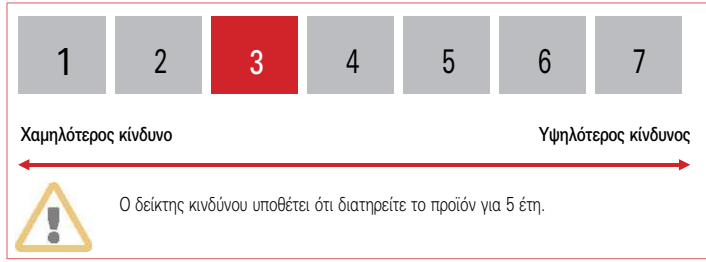 1 2 3 4 5 6 7
Χαμηλότερος κίνδυνο Υψηλότερος κίνδυνος
Ο δείκτης κινδύνου υποθέτει ότι διατηρείτε το προϊόν για 5 έτη.